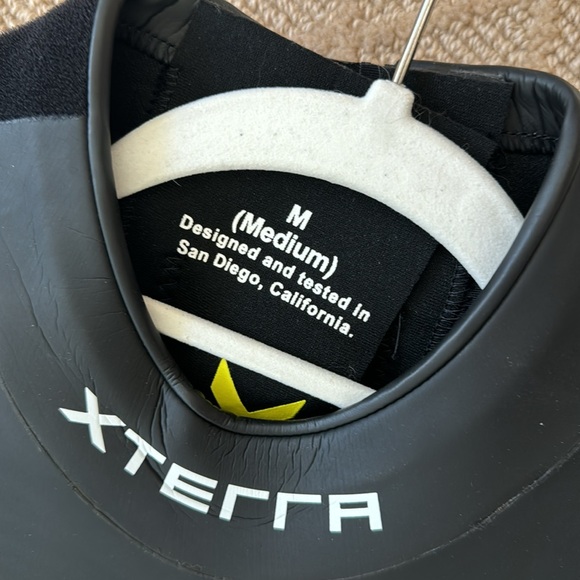 M
(Medium)
Designed and tested in
San Diego, California.
XTERRA